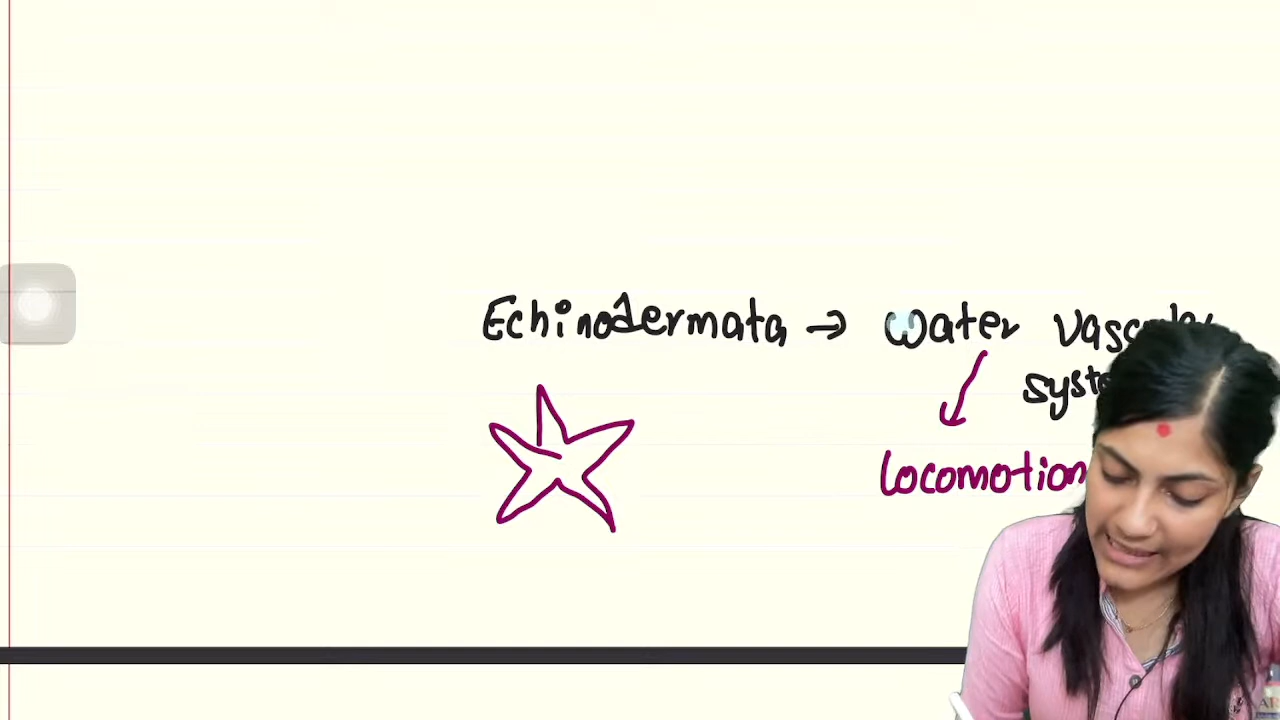 Echinodermata → water
locomotion